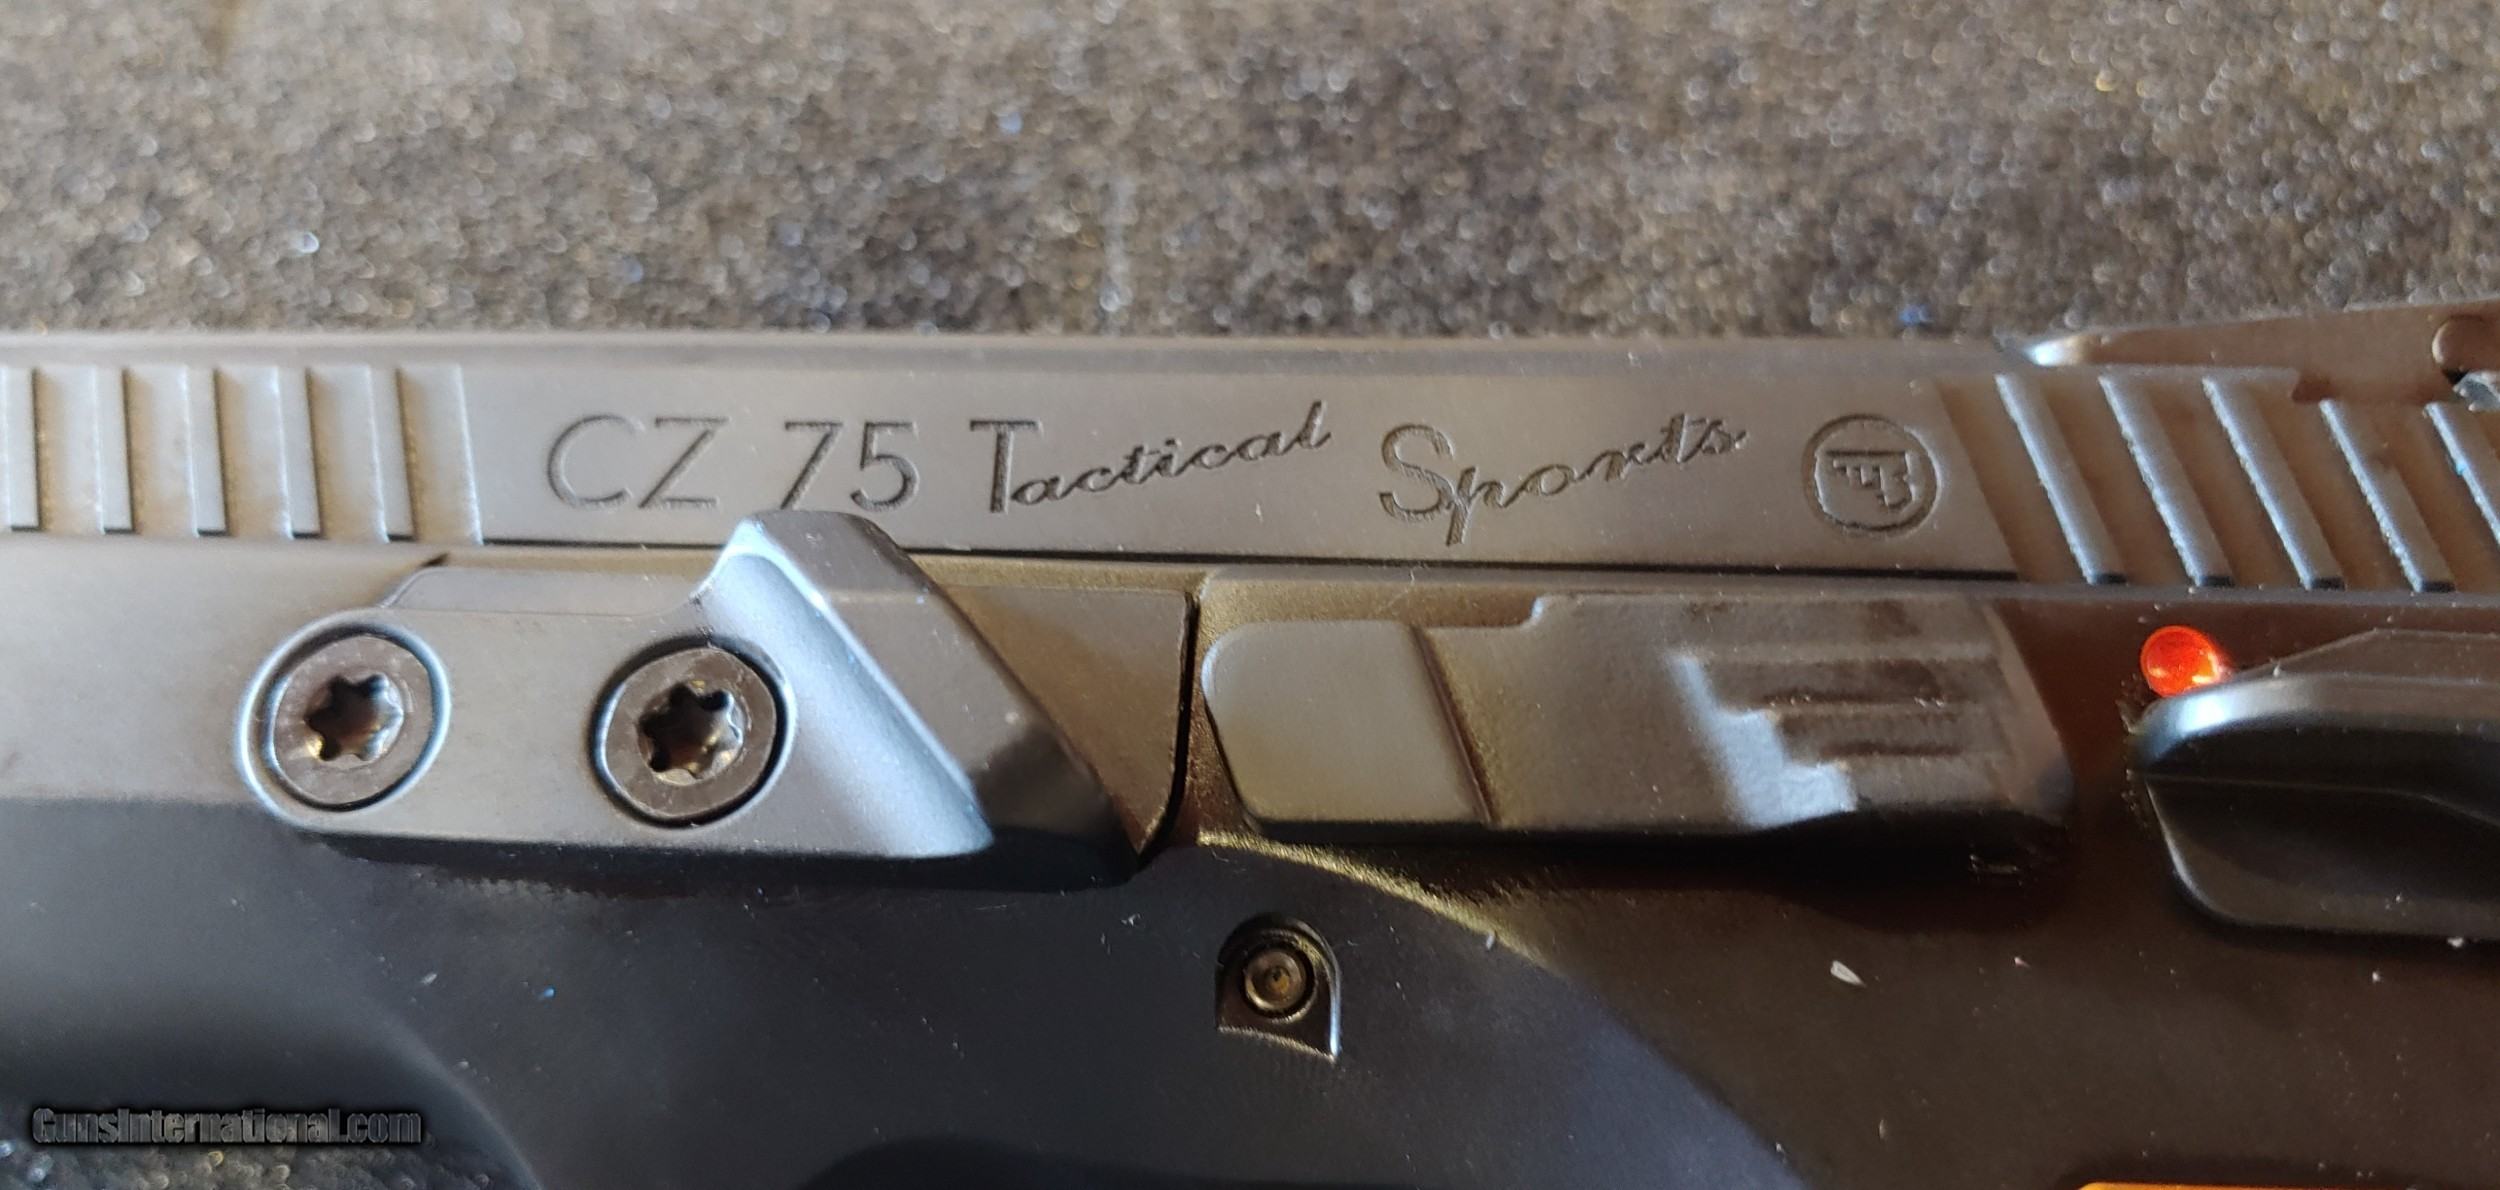 CZ 75 Tactical Sports
GunsInternational.com